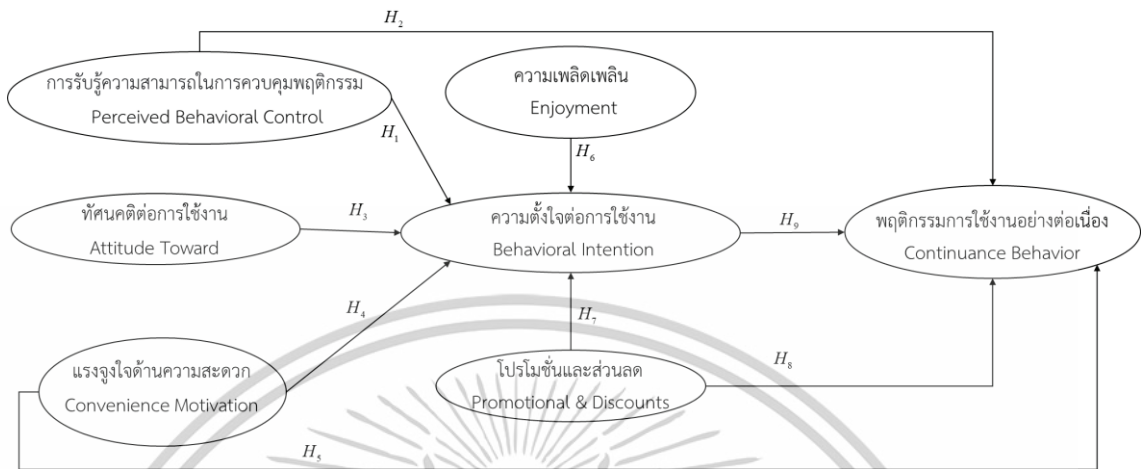 H₂
การรับรู้ความสามารถในการควบคุมพฤติกรรม
Perceived Behavioral Control
ความเพลิดเพลิน
Enjoyment
H₁
H₆
ทัศนคติต่อการใช้งาน
Attitude Toward
H₃
ความตั้งใจต่อการใช้งาน
Behavioral Intention
H₉
พฤติกรรมการใช้งานอย่างต่อเนื่อง
Continuance Behavior
H₄
H₇
แรงจูงใจด้านความสะดวก
Convenience Motivation
โปรโมชั่นและส่วนลด
Promotional & Discounts
H₈
H₅